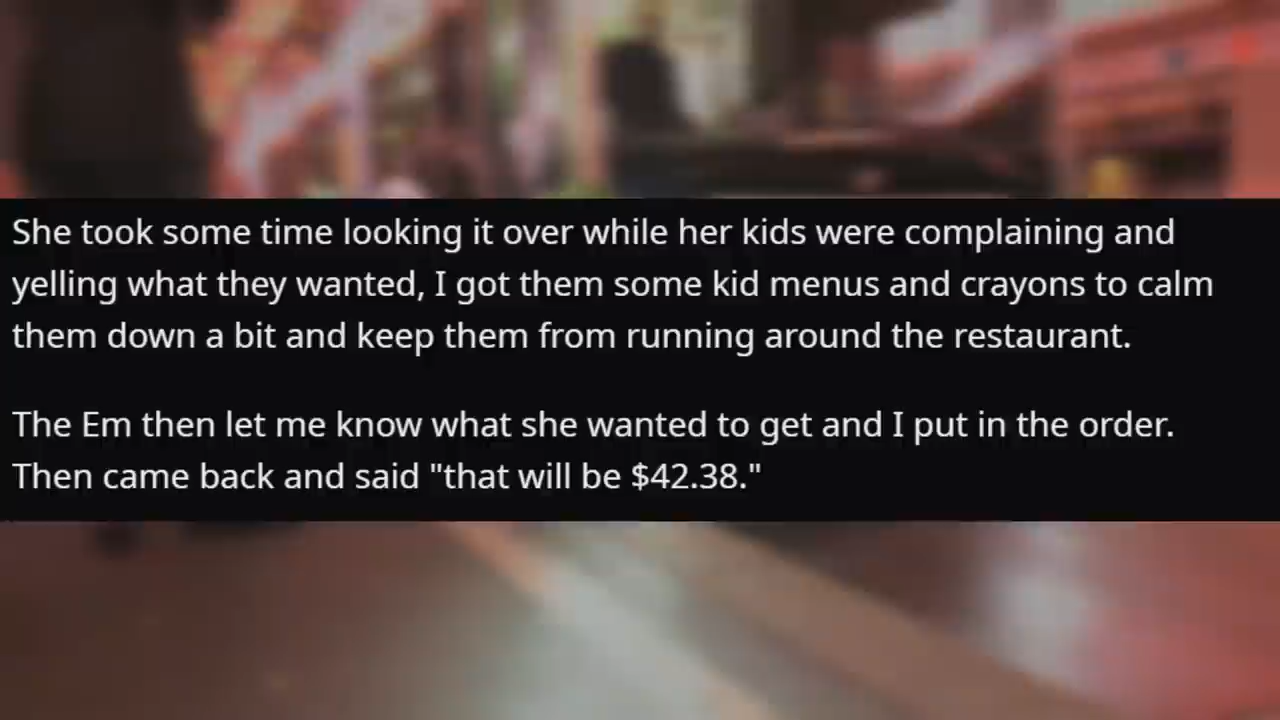 She took some time looking it over while her kids were complaining and
yelling what they wanted, I got them some kid menus and crayons to calm
them down a bit and keep them from running around the restaurant.
The Em then let me know what she wanted to get and I put in the order.
Then came back and said "that will be $42.38."